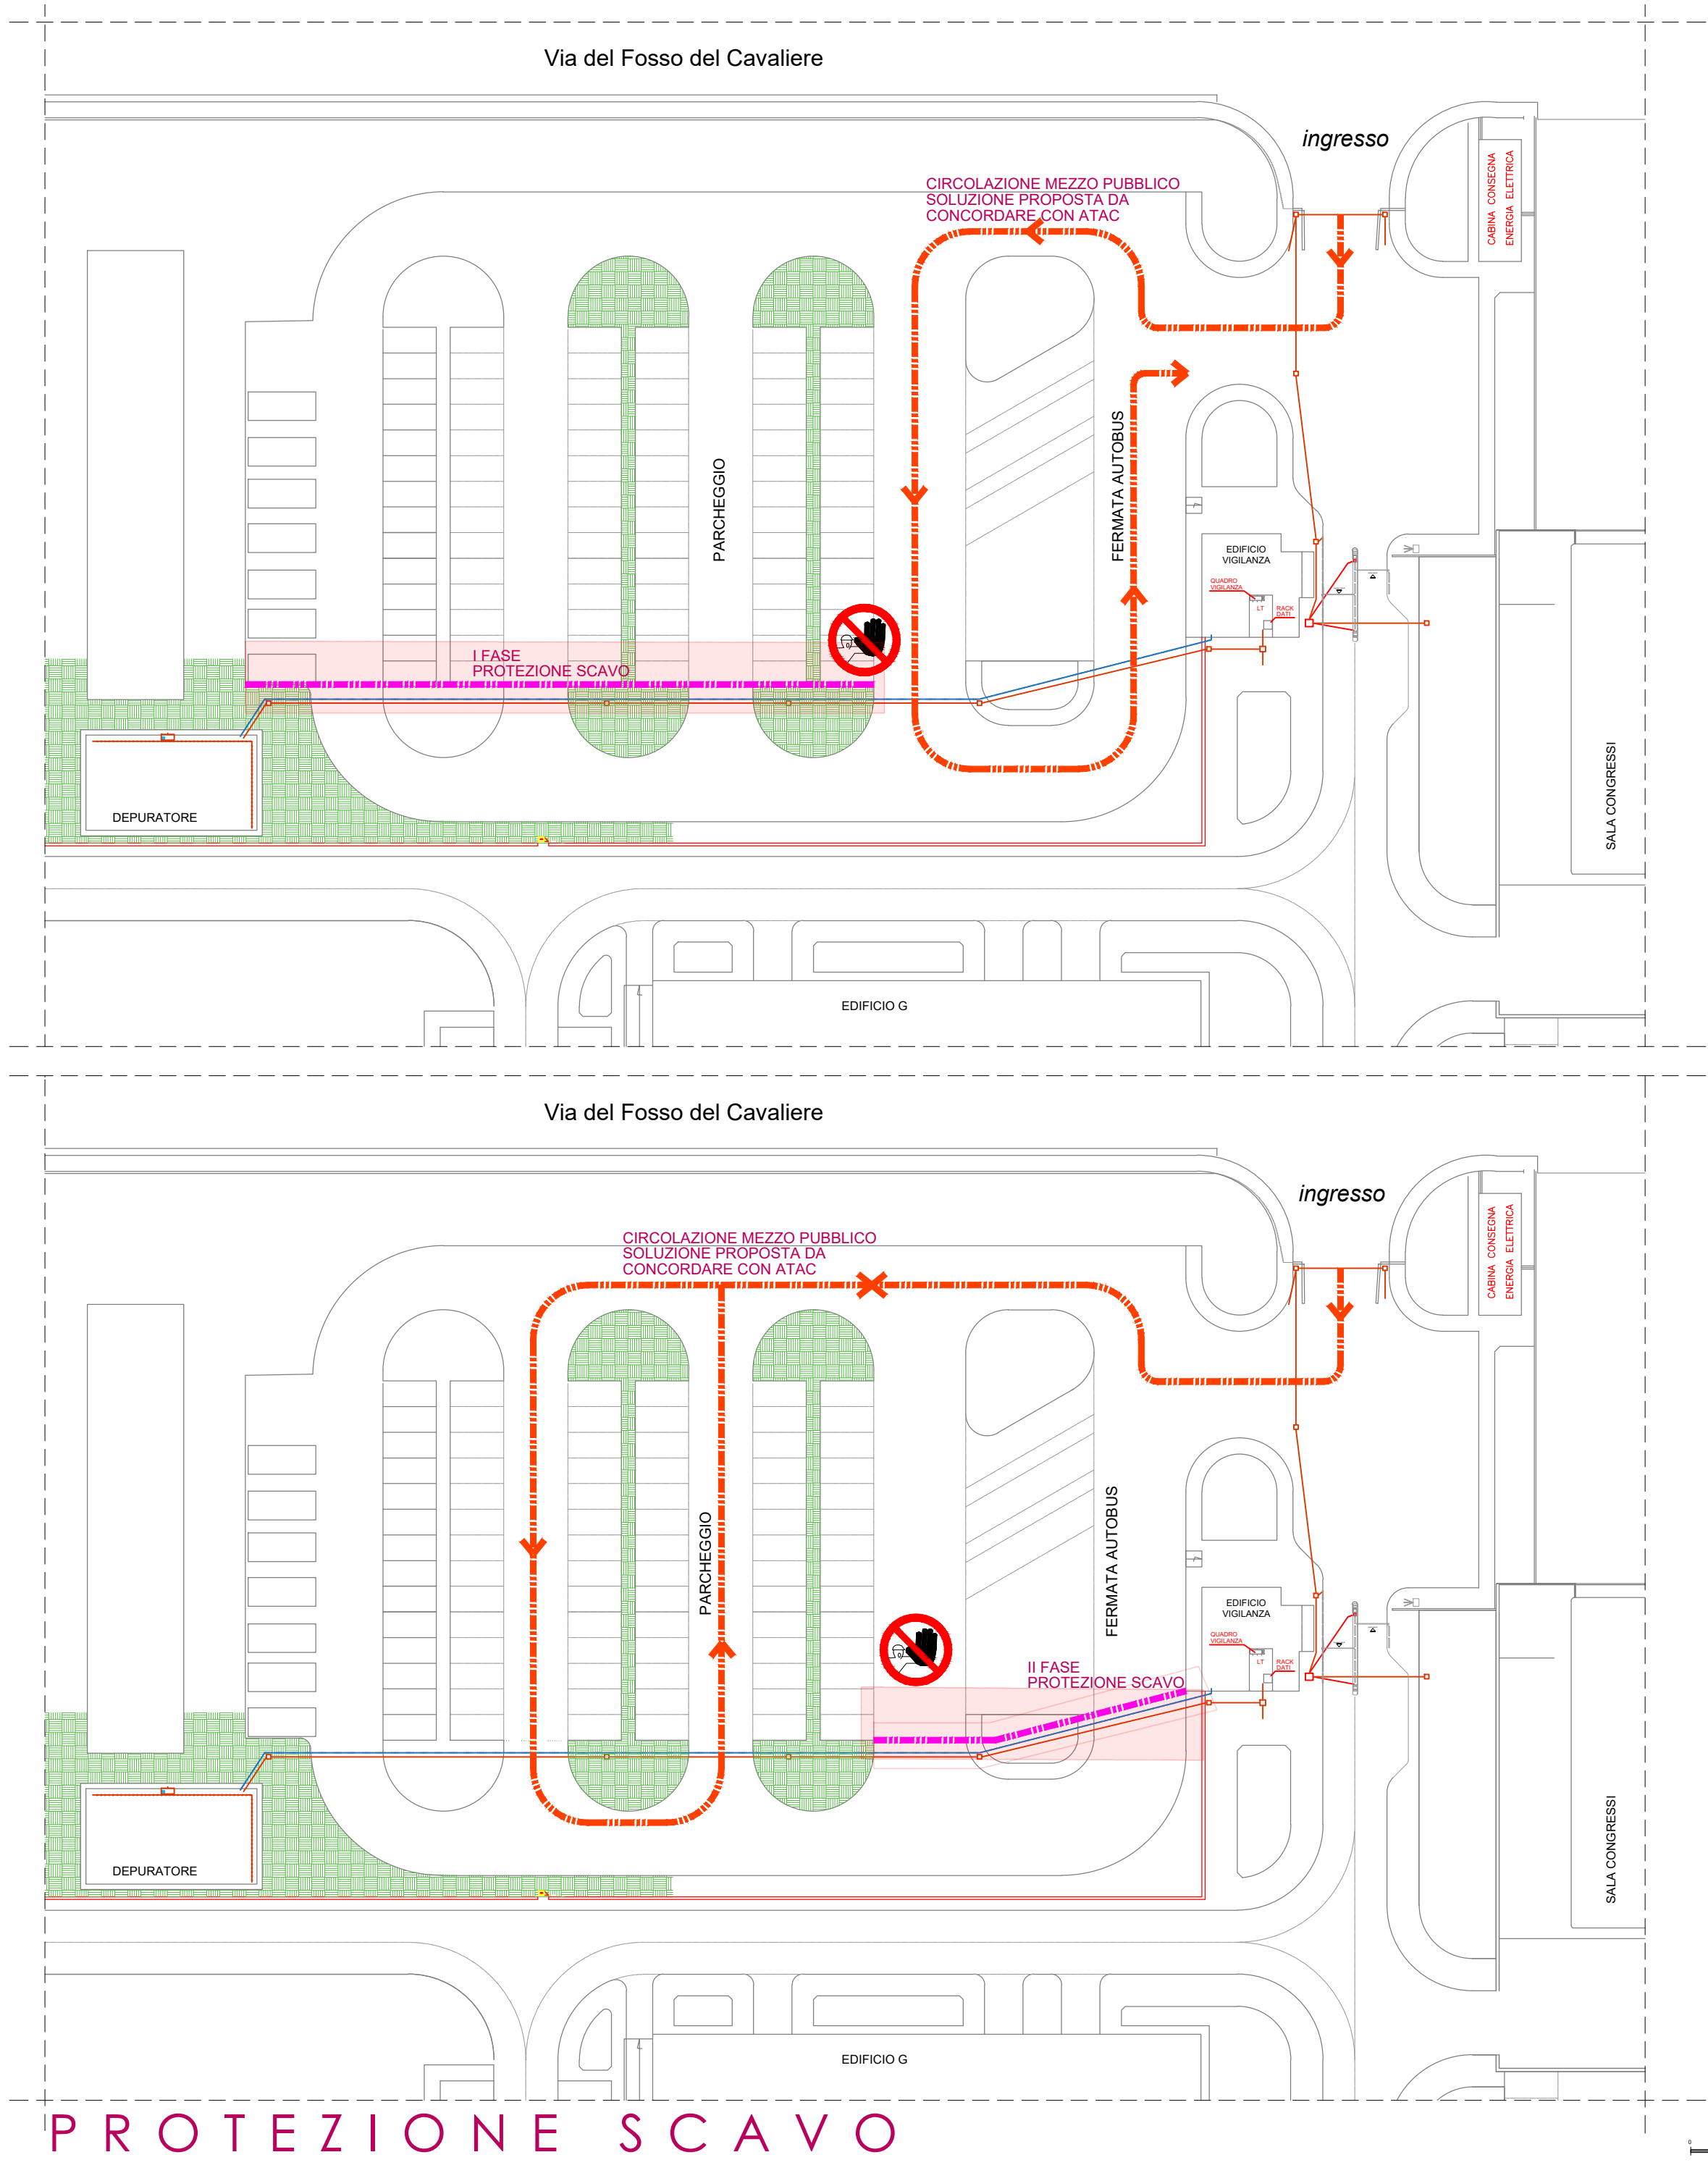 Via del Fosso del Cavaliere
ingresso
CABINA CONSEGNA
ENERGIA ELETTRICA
CIRCOLAZIONE MEZZO PUBBLICO
SOLUZIONE PROPOSTA DA
CONCORDARE CON ATAC
PARCHEGGIO
FERMATA AUTOBUS
EDIFICIO
VIGILANZA
QUADRO
VIGILANZA
LT
RACK
DATI
I FASE
PROTEZIONE SCAVO
DEPURATORE
SALA CONGRESSI
EDIFICIO G
Via del Fosso del Cavaliere
ingresso
CABINA CONSEGNA
ENERGIA ELETTRICA
CIRCOLAZIONE MEZZO PUBBLICO
SOLUZIONE PROPOSTA DA
CONCORDARE CON ATAC
PARCHEGGIO
FERMATA AUTOBUS
EDIFICIO
VIGILANZA
QUADRO
VIGILANZA
LT
RACK
DATI
II FASE
PROTEZIONE SCAVO
DEPURATORE
SALA CONGRESSI
EDIFICIO G
PROTEZIONE SCAVO
0